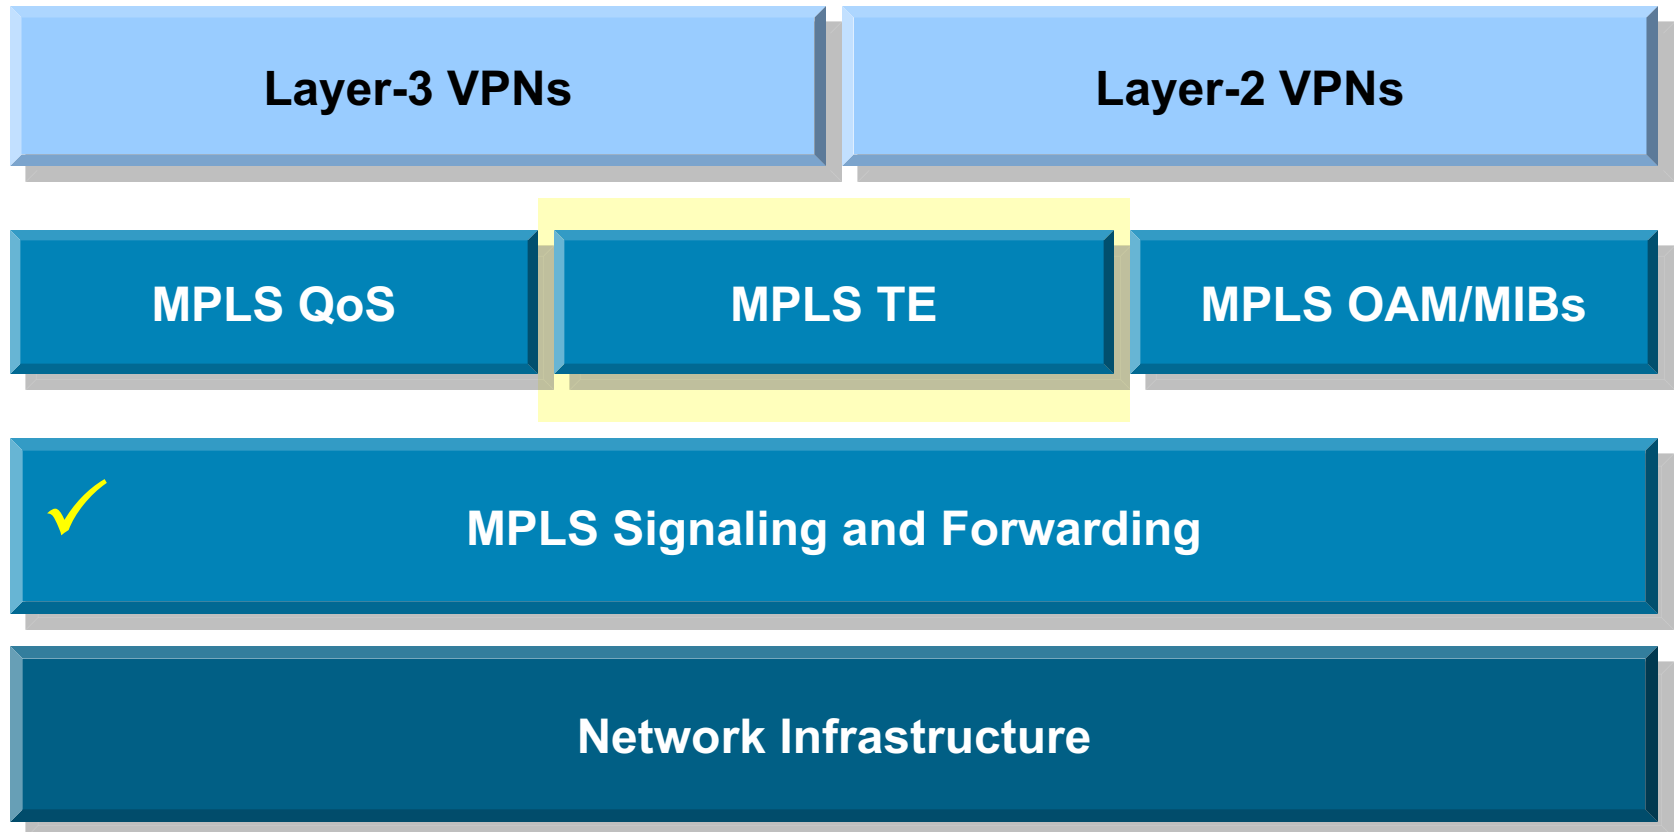 Layer-3 VPNs
Layer-2 VPNs
MPLS QoS
MPLS TE
MPLS OAM/MIBs
MPLS Signaling and Forwarding
Network Infrastructure